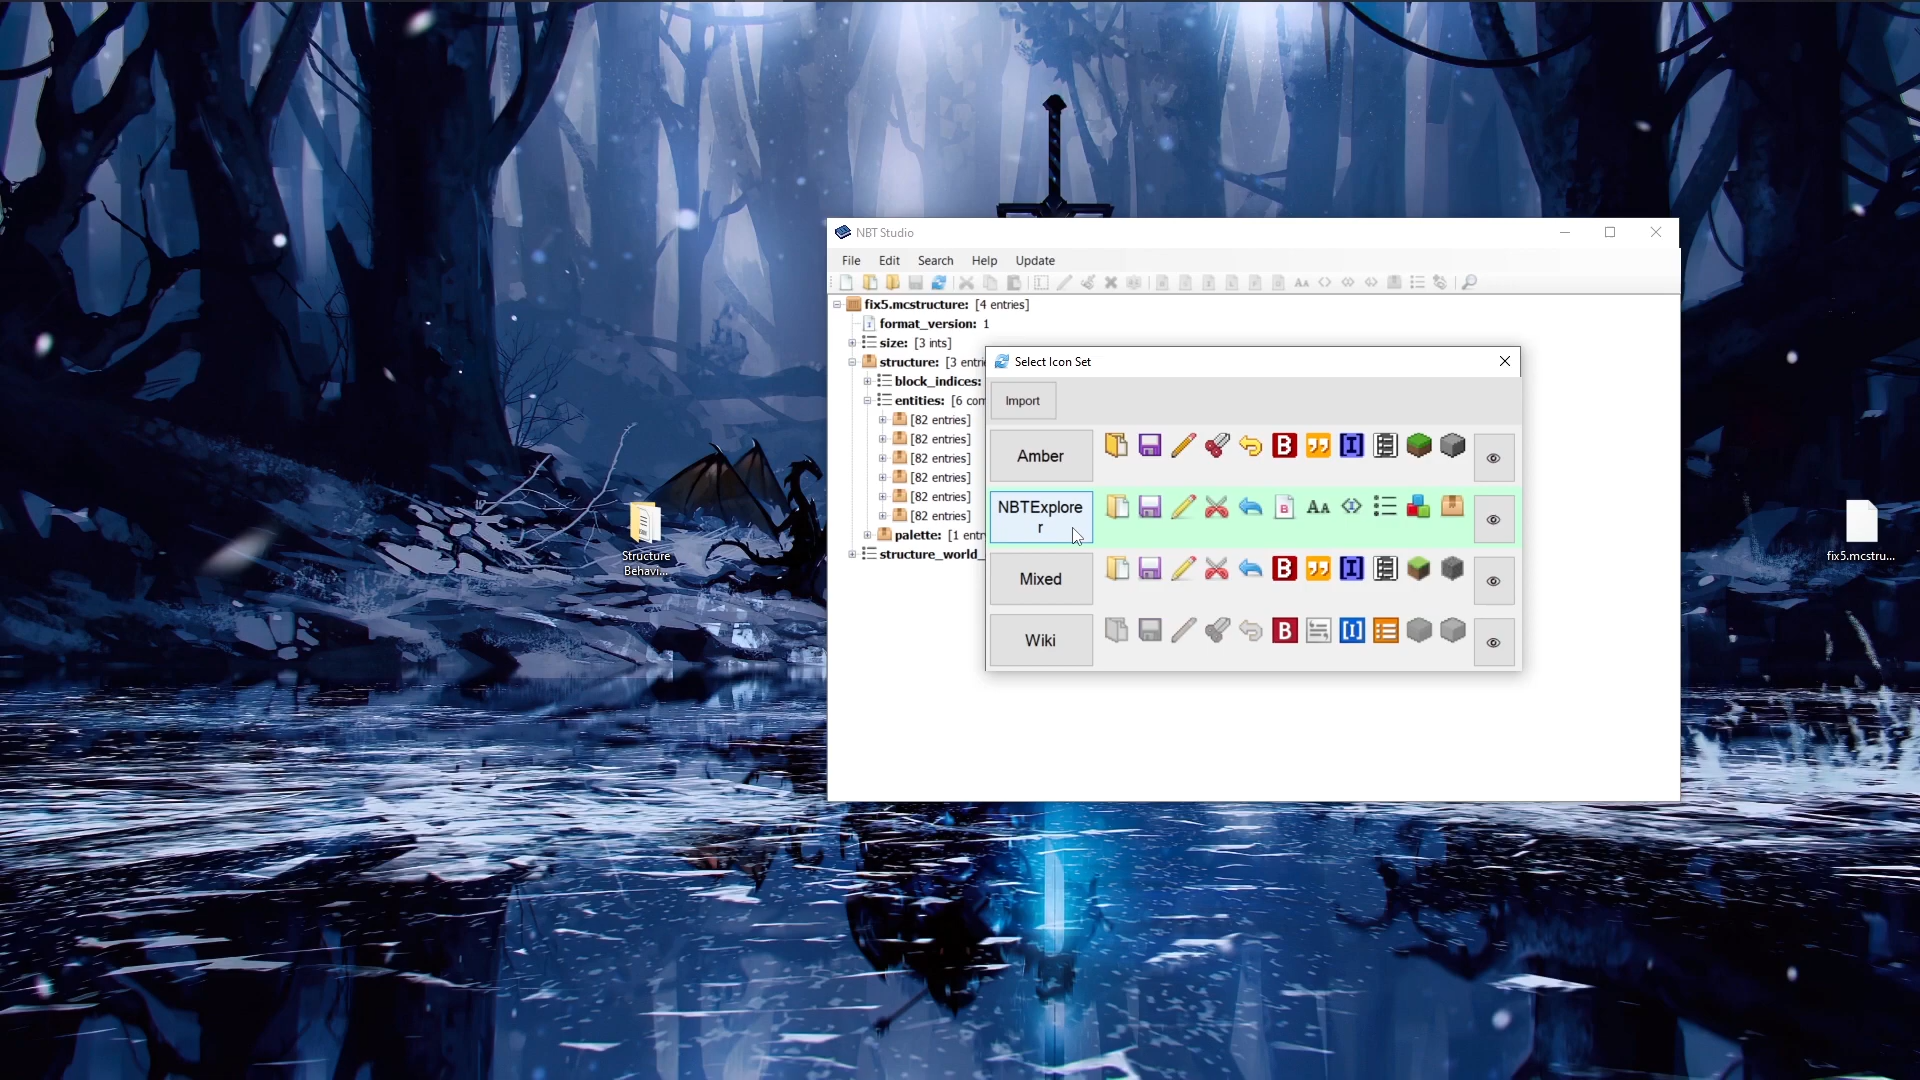 NBT Studio
File Edit Search Help Update
fix5.mcstructure: [4 entries]
format_version: 1
size: [3 ints]
structure: [3 entri
block_indices:
entities: [6 com
[82 entries]
[82 entries]
[82 entries]
[82 entries]
[82 entries]
[82 entries]
palette: [1 entr
structure_world_
Select Icon Set
Import
Amber
NBTExplore
r
Mixed
Wiki
Structure
Behavi...
fix5.mcstru...